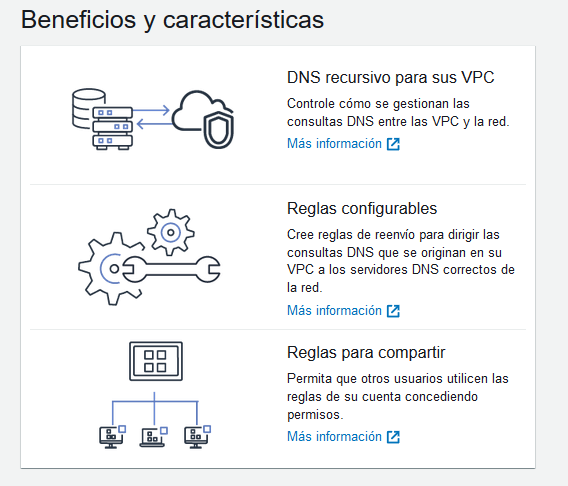 Beneficios y características
DNS recursivo para sus VPC
Controle cómo se gestionan las
consultas DNS entre las VPC y la red.
Más información
Reglas configurables
Cree reglas de reenvío para dirigir las
consultas DNS que se originan en su
VPC a los servidores DNS correctos de
la red.
Más información
Reglas para compartir
Permita que otros usuarios utilicen las
reglas de su cuenta concediendo
permisos.
Más información